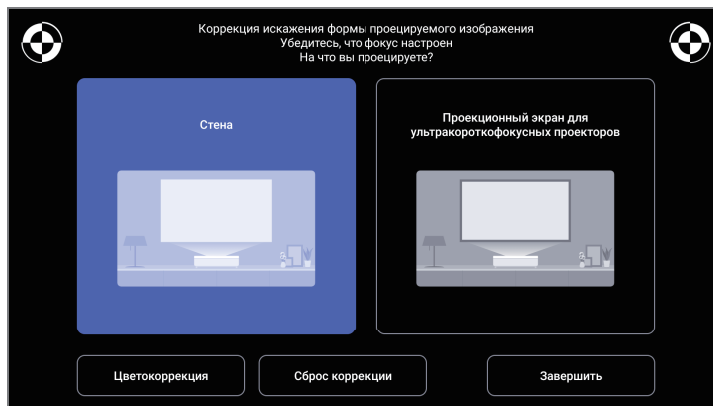 Коррекция искажения формы проецируемого изображения
Убедитесь, что фокус настроен
На что вы проецируете?
Стена
Проекционный экран для
ультракороткофокусных проекторов
Цветокоррекция
Сброс коррекции
Завершить